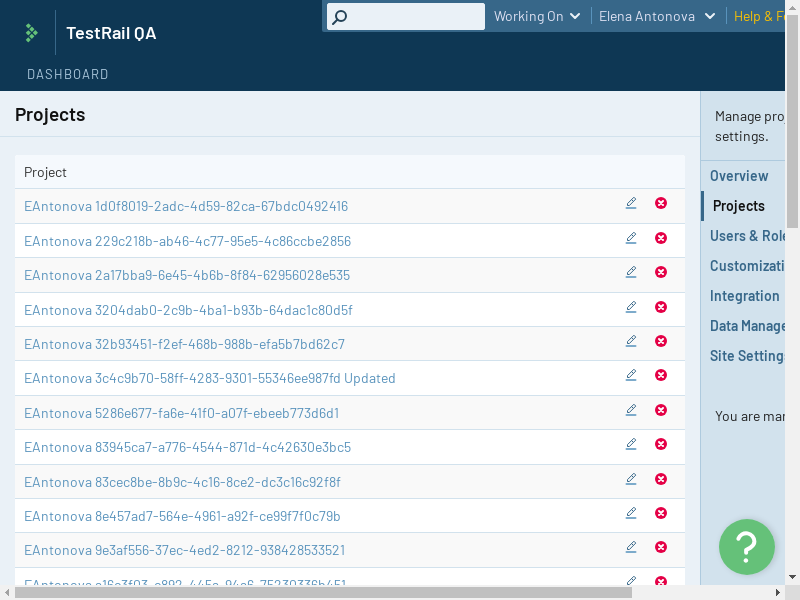 TestRail QA
Working On
Elena Antonova
Help & F
DASHBOARD
Projects
Project
EAntonova 1d0f8019-2adc-4d59-82ca-67bdc0492416
EAntonova 229c218b-ab46-4c77-95e5-4c86ccbe2856
EAntonova 2a17bba9-6e45-4b6b-8f84-62956028e535
EAntonova 3204dab0-2c9b-4ba1-b93b-64dac1c80d5f
EAntonova 32b93451-f2ef-468b-988b-efa5b7bd62c7
EAntonova 3c4c9b70-58ff-4283-9301-55346ee987fd Updated
EAntonova 5286e677-fa6e-41f0-a07f-ebeeb773d6d1
EAntonova 83945ca7-a776-4544-871d-4c42630e3bc5
EAntonova 83cec8be-8b9c-4c16-8ce2-dc3c16c92f8f
EAntonova 8e457ad7-564e-4961-a92f-ce99f7f0c79b
EAntonova 9e3af556-37ec-4ed2-8212-938428533521
EAntonova
Manage proj
settings.
Overview
Projects
Users & Role
Customizati
Integration
Data Manage
Site Settings
You are man